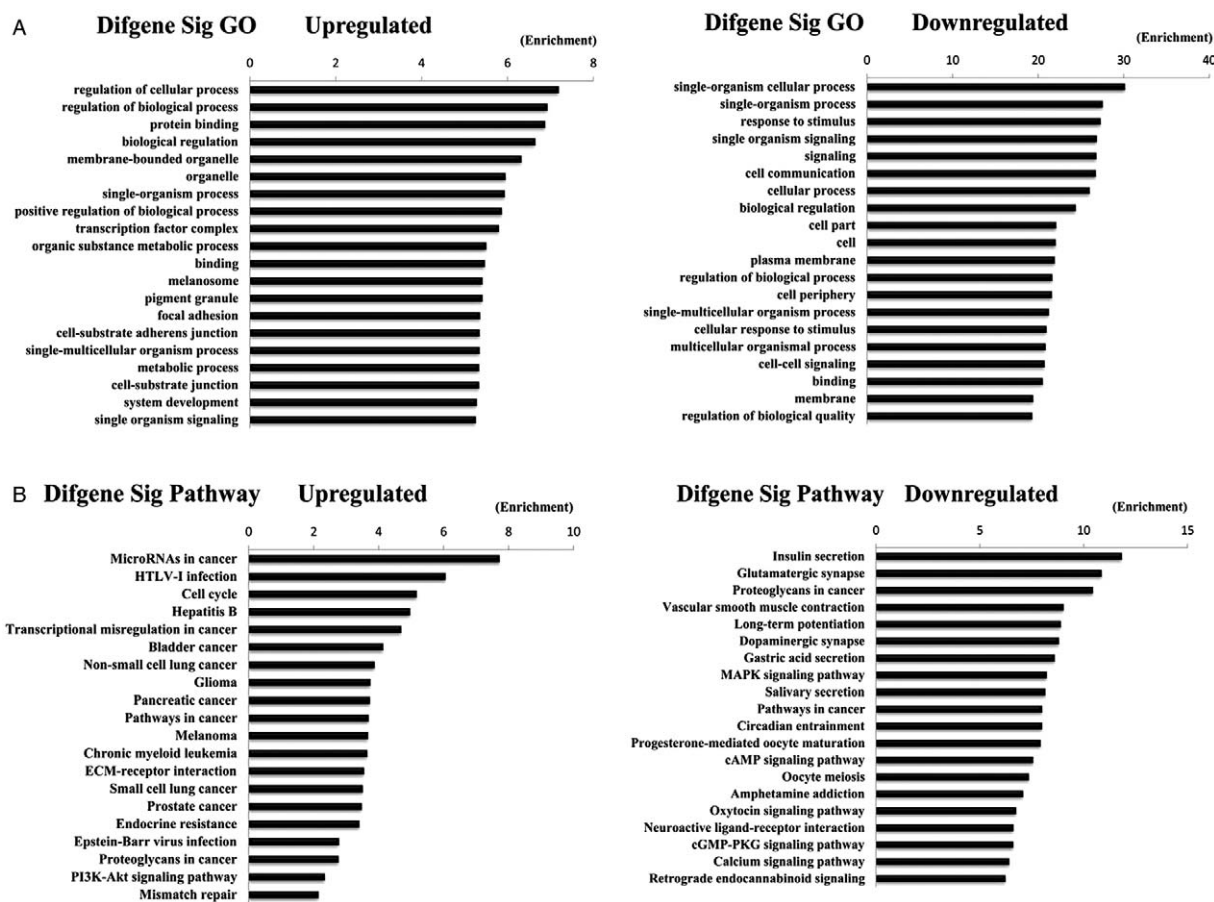 A
Difgene Sig GO Upregulated
(Enrichment)
0 2 4 6 8
regulation of cellular process
regulation of biological process
protein binding
biological regulation
membrane-bounded organelle
organelle
single-organism process
positive regulation of biological process
transcription factor complex
organic substance metabolic process
binding
melanosome
pigment granule
focal adhesion
cell-substrate adherens junction
single-multicellular organism process
metabolic process
cell-substrate junction
system development
single organism signaling
Difgene Sig GO Downregulated
(Enrichment)
0 10 20 30 40
single-organism cellular process
single-organism process
response to stimulus
single organism signaling
signaling
cell communication
cellular process
biological regulation
cell part
cell
plasma membrane
regulation of biological process
cell periphery
single-multicellular organism process
cellular response to stimulus
multicellular organismal process
cell-cell signaling
binding
membrane
regulation of biological quality
B
Difgene Sig Pathway Upregulated
(Enrichment)
0 2 4 6 8 10
MicroRNAs in cancer
HTLV-I infection
Cell cycle
Hepatitis B
Transcriptional misregulation in cancer
Bladder cancer
Non-small cell lung cancer
Glioma
Pancreatic cancer
Pathways in cancer
Melanoma
Chronic myeloid leukemia
ECM-receptor interaction
Small cell lung cancer
Prostate cancer
Endocrine resistance
Epstein-Barr virus infection
Proteoglycans in cancer
PI3K-Akt signaling pathway
Mismatch repair
Difgene Sig Pathway Downregulated
(Enrichment)
0 5 10 15
Insulin secretion
Glutamatergic synapse
Proteoglycans in cancer
Vascular smooth muscle contraction
Long-term potentiation
Dopaminergic synapse
Gastric acid secretion
MAPK signaling pathway
Salivary secretion
Pathways in cancer
Circadian entrainment
Progesterone-mediated oocyte maturation
cAMP signaling pathway
Oocyte meiosis
Amphetamine addiction
Oxytocin signaling pathway
Neuroactive ligand-receptor interaction
cGMP-PKG signaling pathway
Calcium signaling pathway
Retrograde endocannabinoid signaling